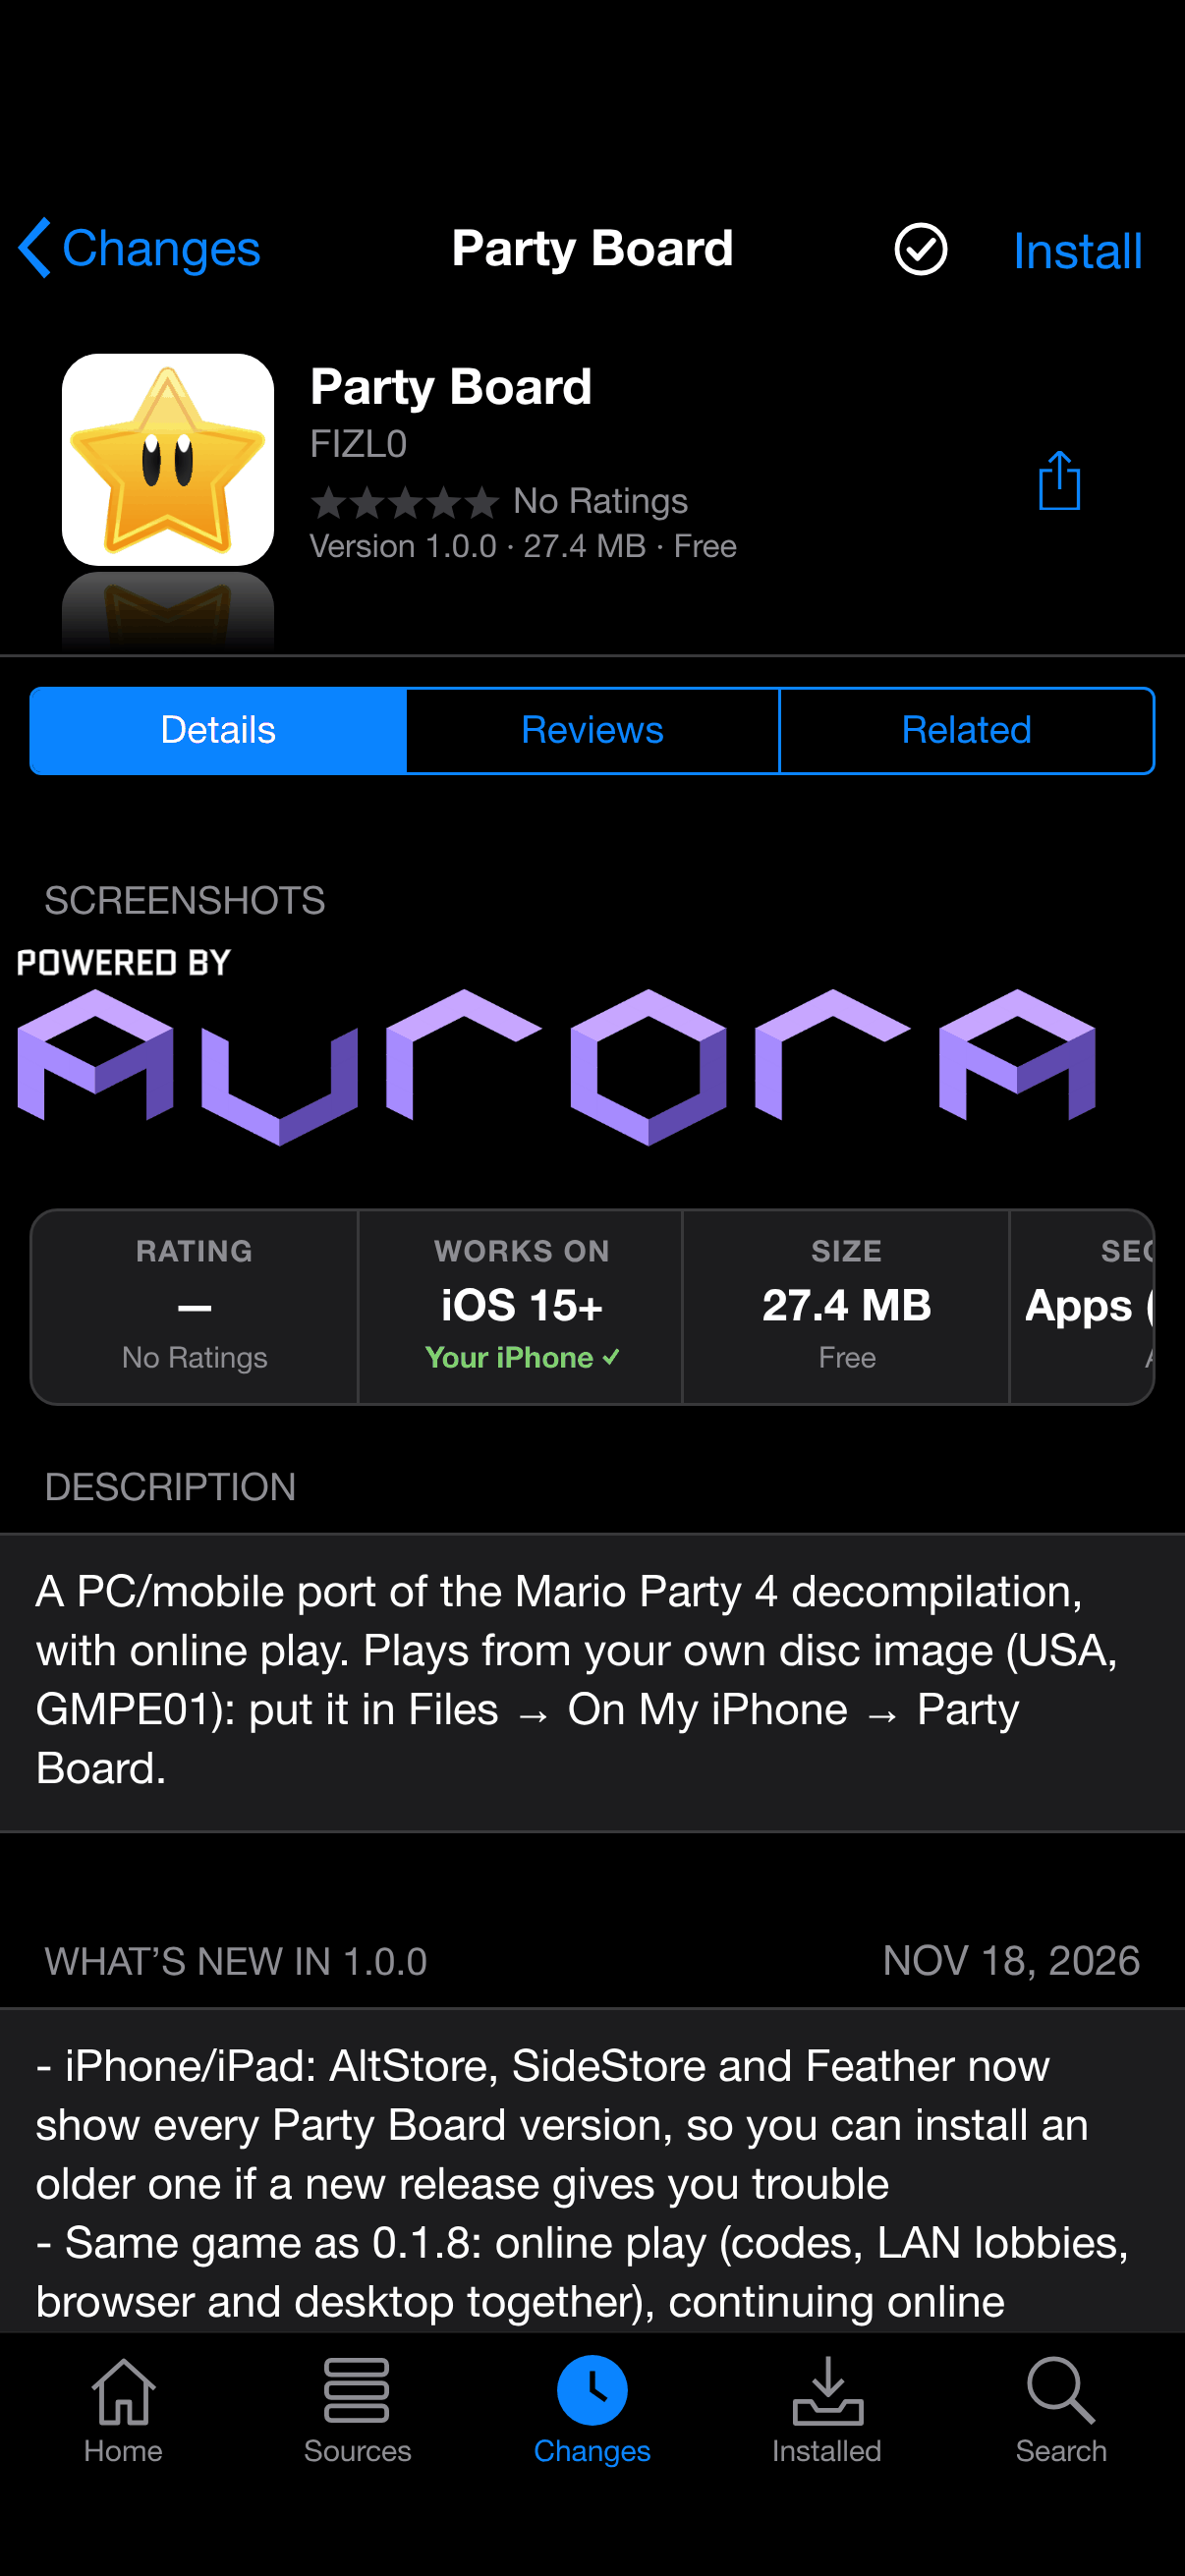 Changes
Party Board
Install
Party Board
FIZL0
No Ratings
Version 1.0.0 · 27.4 MB · Free
Details
Reviews
Related
SCREENSHOTS
POWERED BY
AURORA
RATING
WORKS ON
SIZE
—
iOS 15+
27.4 MB
Apps
No Ratings
Your iPhone ✓
Free
DESCRIPTION
A PC/mobile port of the Mario Party 4 decompilation,
with online play. Plays from your own disc image (USA,
GMPE01): put it in Files → On My iPhone → Party
Board.
WHAT’S NEW IN 1.0.0
NOV 18, 2026
- iPhone/iPad: AltStore, SideStore and Feather now
show every Party Board version, so you can install an
older one if a new release gives you trouble
- Same game as 0.1.8: online play (codes, LAN lobbies,
browser and desktop together), continuing online
Home
Sources
Changes
Installed
Search